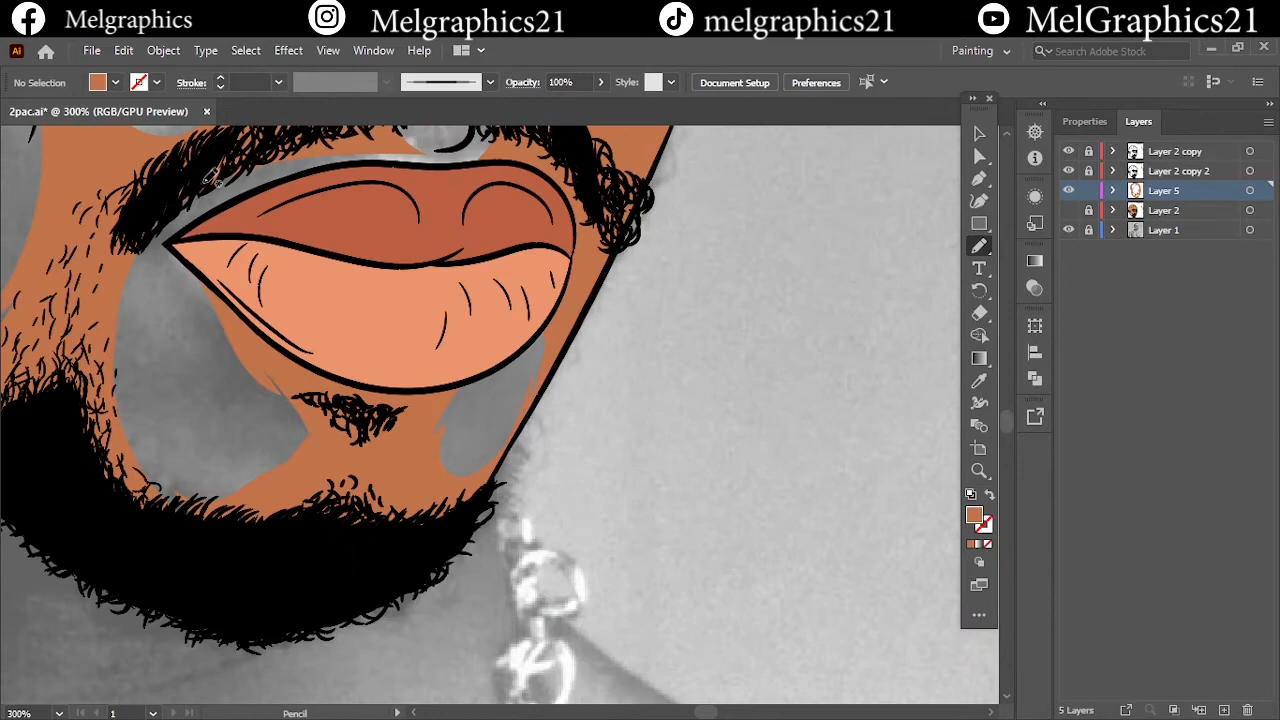 Melgraphics Melgraphics21 melgraphics21 MelGraphics21
Ai File Edit Object Type Select Effect View Window Help Painting Search Adobe Stock
No Selection Stroke: Opacity: 100% Style: Document Setup Preferences
2pac.ai* @ 300% (RGB/GPU Preview)
Properties Layers
Layer 2 copy
Layer 2 copy 2
Layer 5
Layer 2
Layer 1
300% 1 Pencil 5 Layers